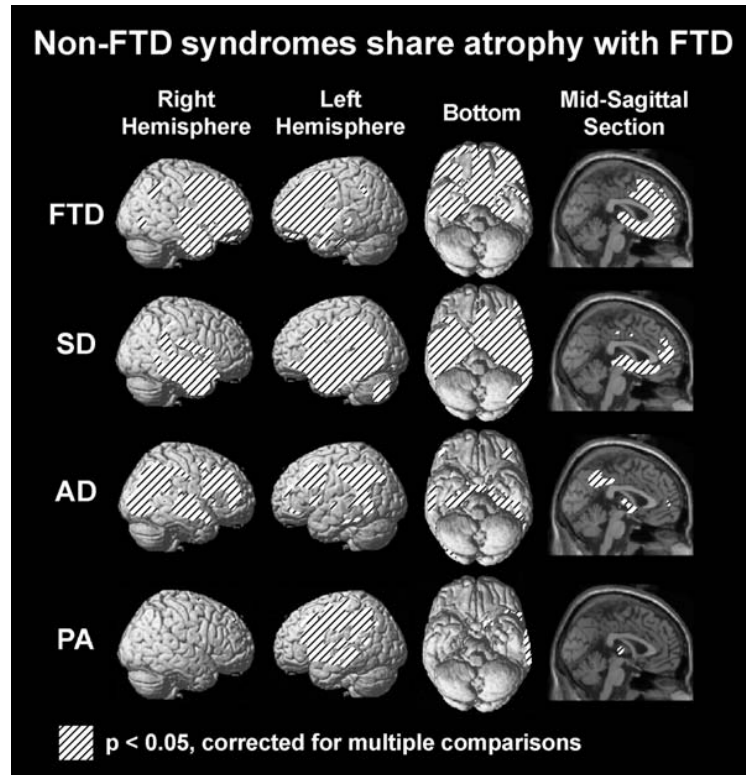 Non-FTD syndromes share atrophy with FTD
Right Hemisphere
Left Hemisphere
Bottom
Mid-Sagittal Section
FTD
SD
AD
PA
p < 0.05, corrected for multiple comparisons